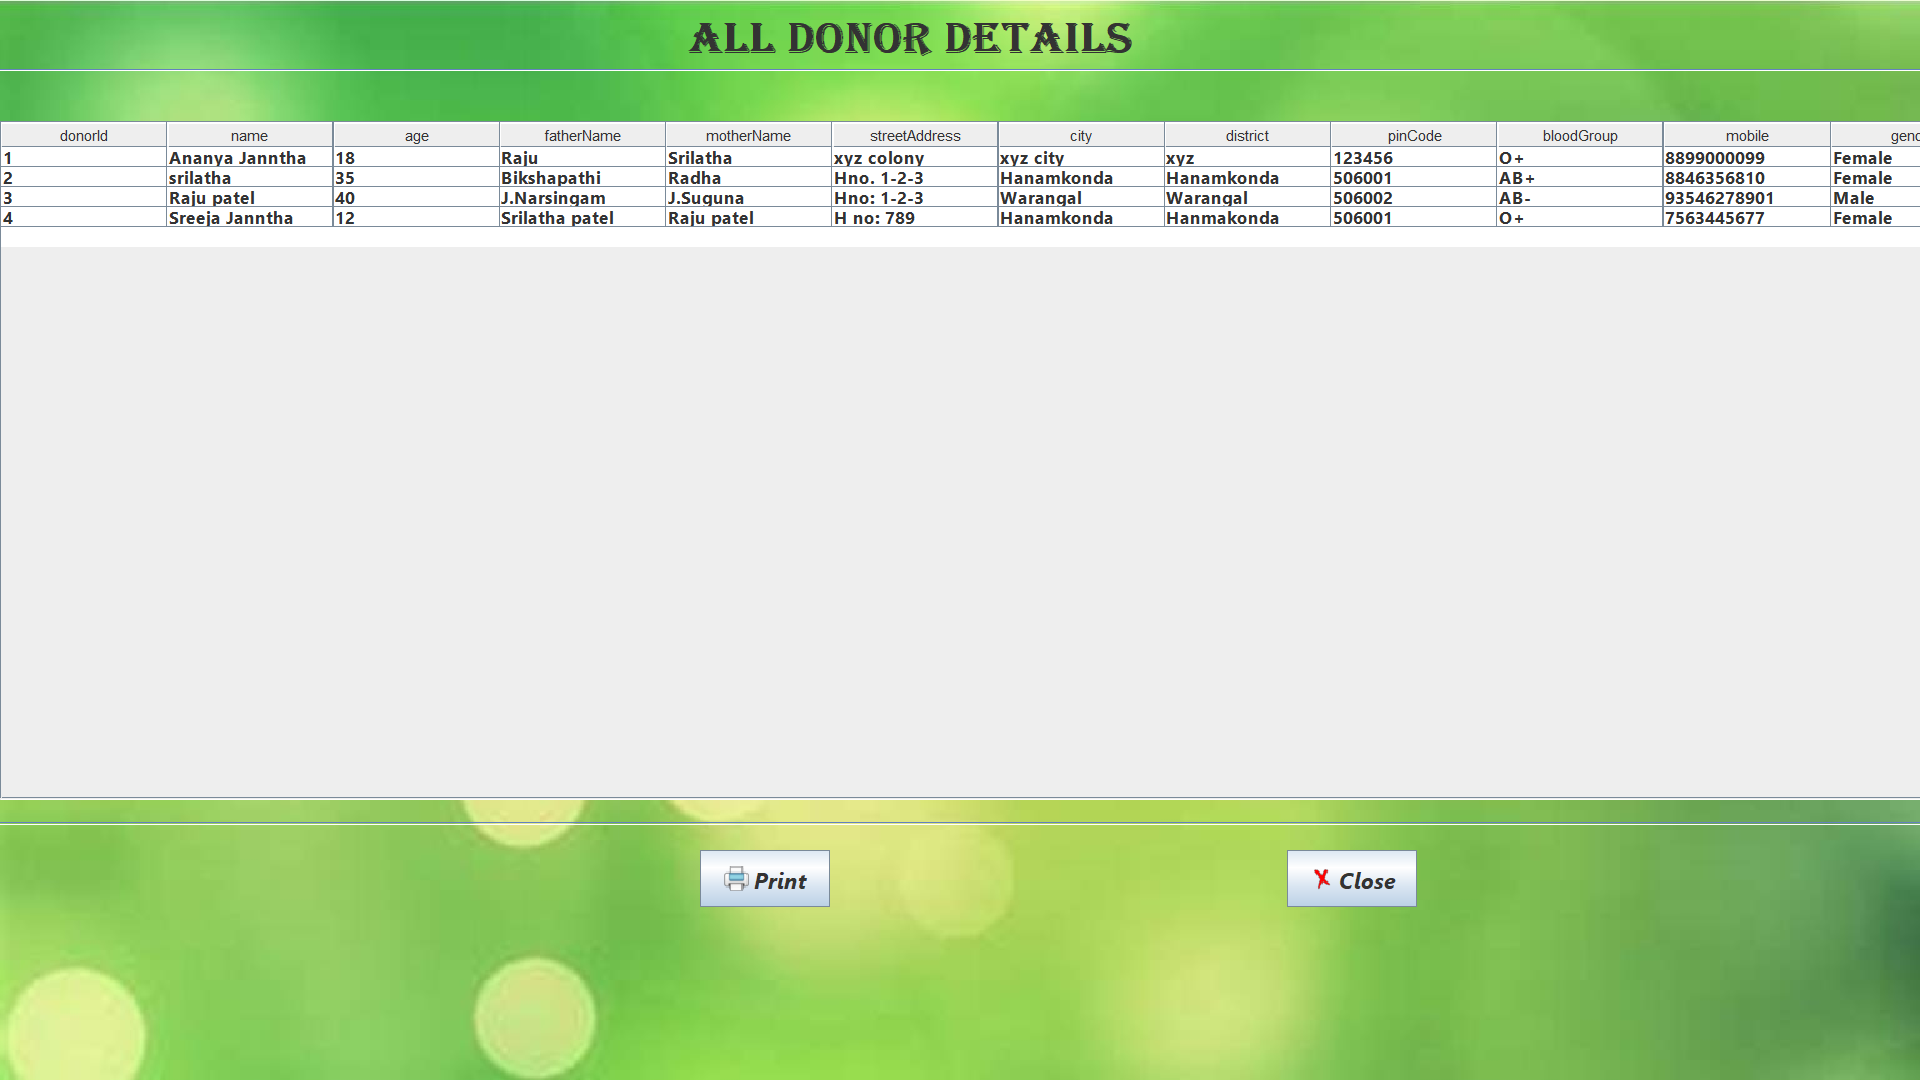 ALL DONOR DETAILS
donorId name age fatherName motherName streetAddress city district pinCode bloodGroup mobile gend
1 Ananya Janntha 18 Raju Srilatha xyz colony xyz city xyz 123456 O+ 8899000099 Female
2 srilatha 35 Bikshapathi Radha Hno. 1-2-3 Hanamkonda Hanamkonda 506001 AB+ 8846356810 Female
3 Raju patel 40 J.Narsingam J.Suguna Hno: 1-2-3 Warangal Warangal 506002 AB- 93546278901 Male
4 Sreeja Janntha 12 Srilatha patel Raju patel H no: 789 Hanamkonda Hanmakonda 506001 O+ 7563445677 Female
Print Close